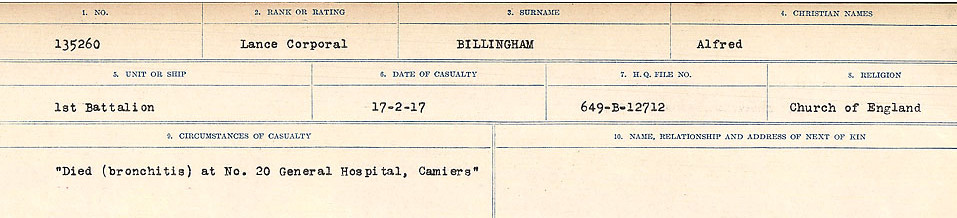 1. NO. 2. RANK OR RATING 3. SURNAME 4. CHRISTIAN NAMES
135260 Lance Corporal BILLINGHAM Alfred
5. UNIT OR SHIP 6. DATE OF CASUALTY 7. H.Q. FILE NO. 8. RELIGION
1st Battalion 17-2-17 649-B-12712 Church of England
9. CIRCUMSTANCES OF CASUALTY 10. NAME, RELATIONSHIP AND ADDRESS OF NEXT OF KIN
"Died (bronchitis) at No. 20 General Hospital, Camiers"